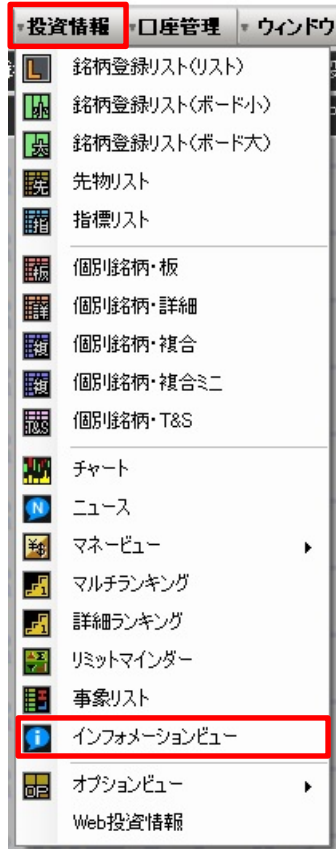 投資情報 口座管理 ウィンドウ
銘柄登録リスト(リスト)
銘柄登録リスト(ボード小)
銘柄登録リスト(ボード大)
先物リスト
指標リスト
個別銘柄・板
個別銘柄・詳細
個別銘柄・複合
個別銘柄・複合ミニ
個別銘柄・T&S
チャート
ニュース
マネービュー
マルチランキング
詳細ランキング
リミットマインダー
事象リスト
インフォメーションビュー
オプションビュー
Web投資情報